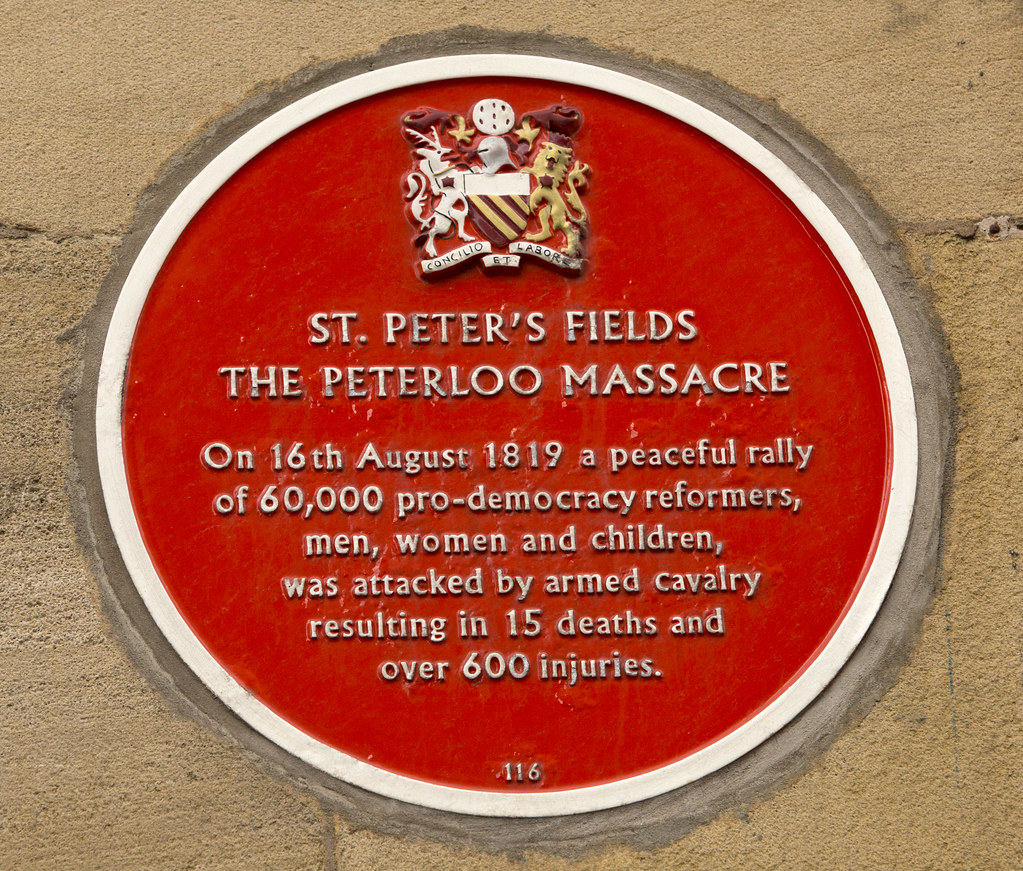 CONCILIO ET LABORE
ST. PETER'S FIELDS
THE PETERLOO MASSACRE
On 16th August 1819 a peaceful rally
of 60,000 pro-democracy reformers,
men, women and children,
was attacked by armed cavalry
resulting in 15 deaths and
over 600 injuries.
116